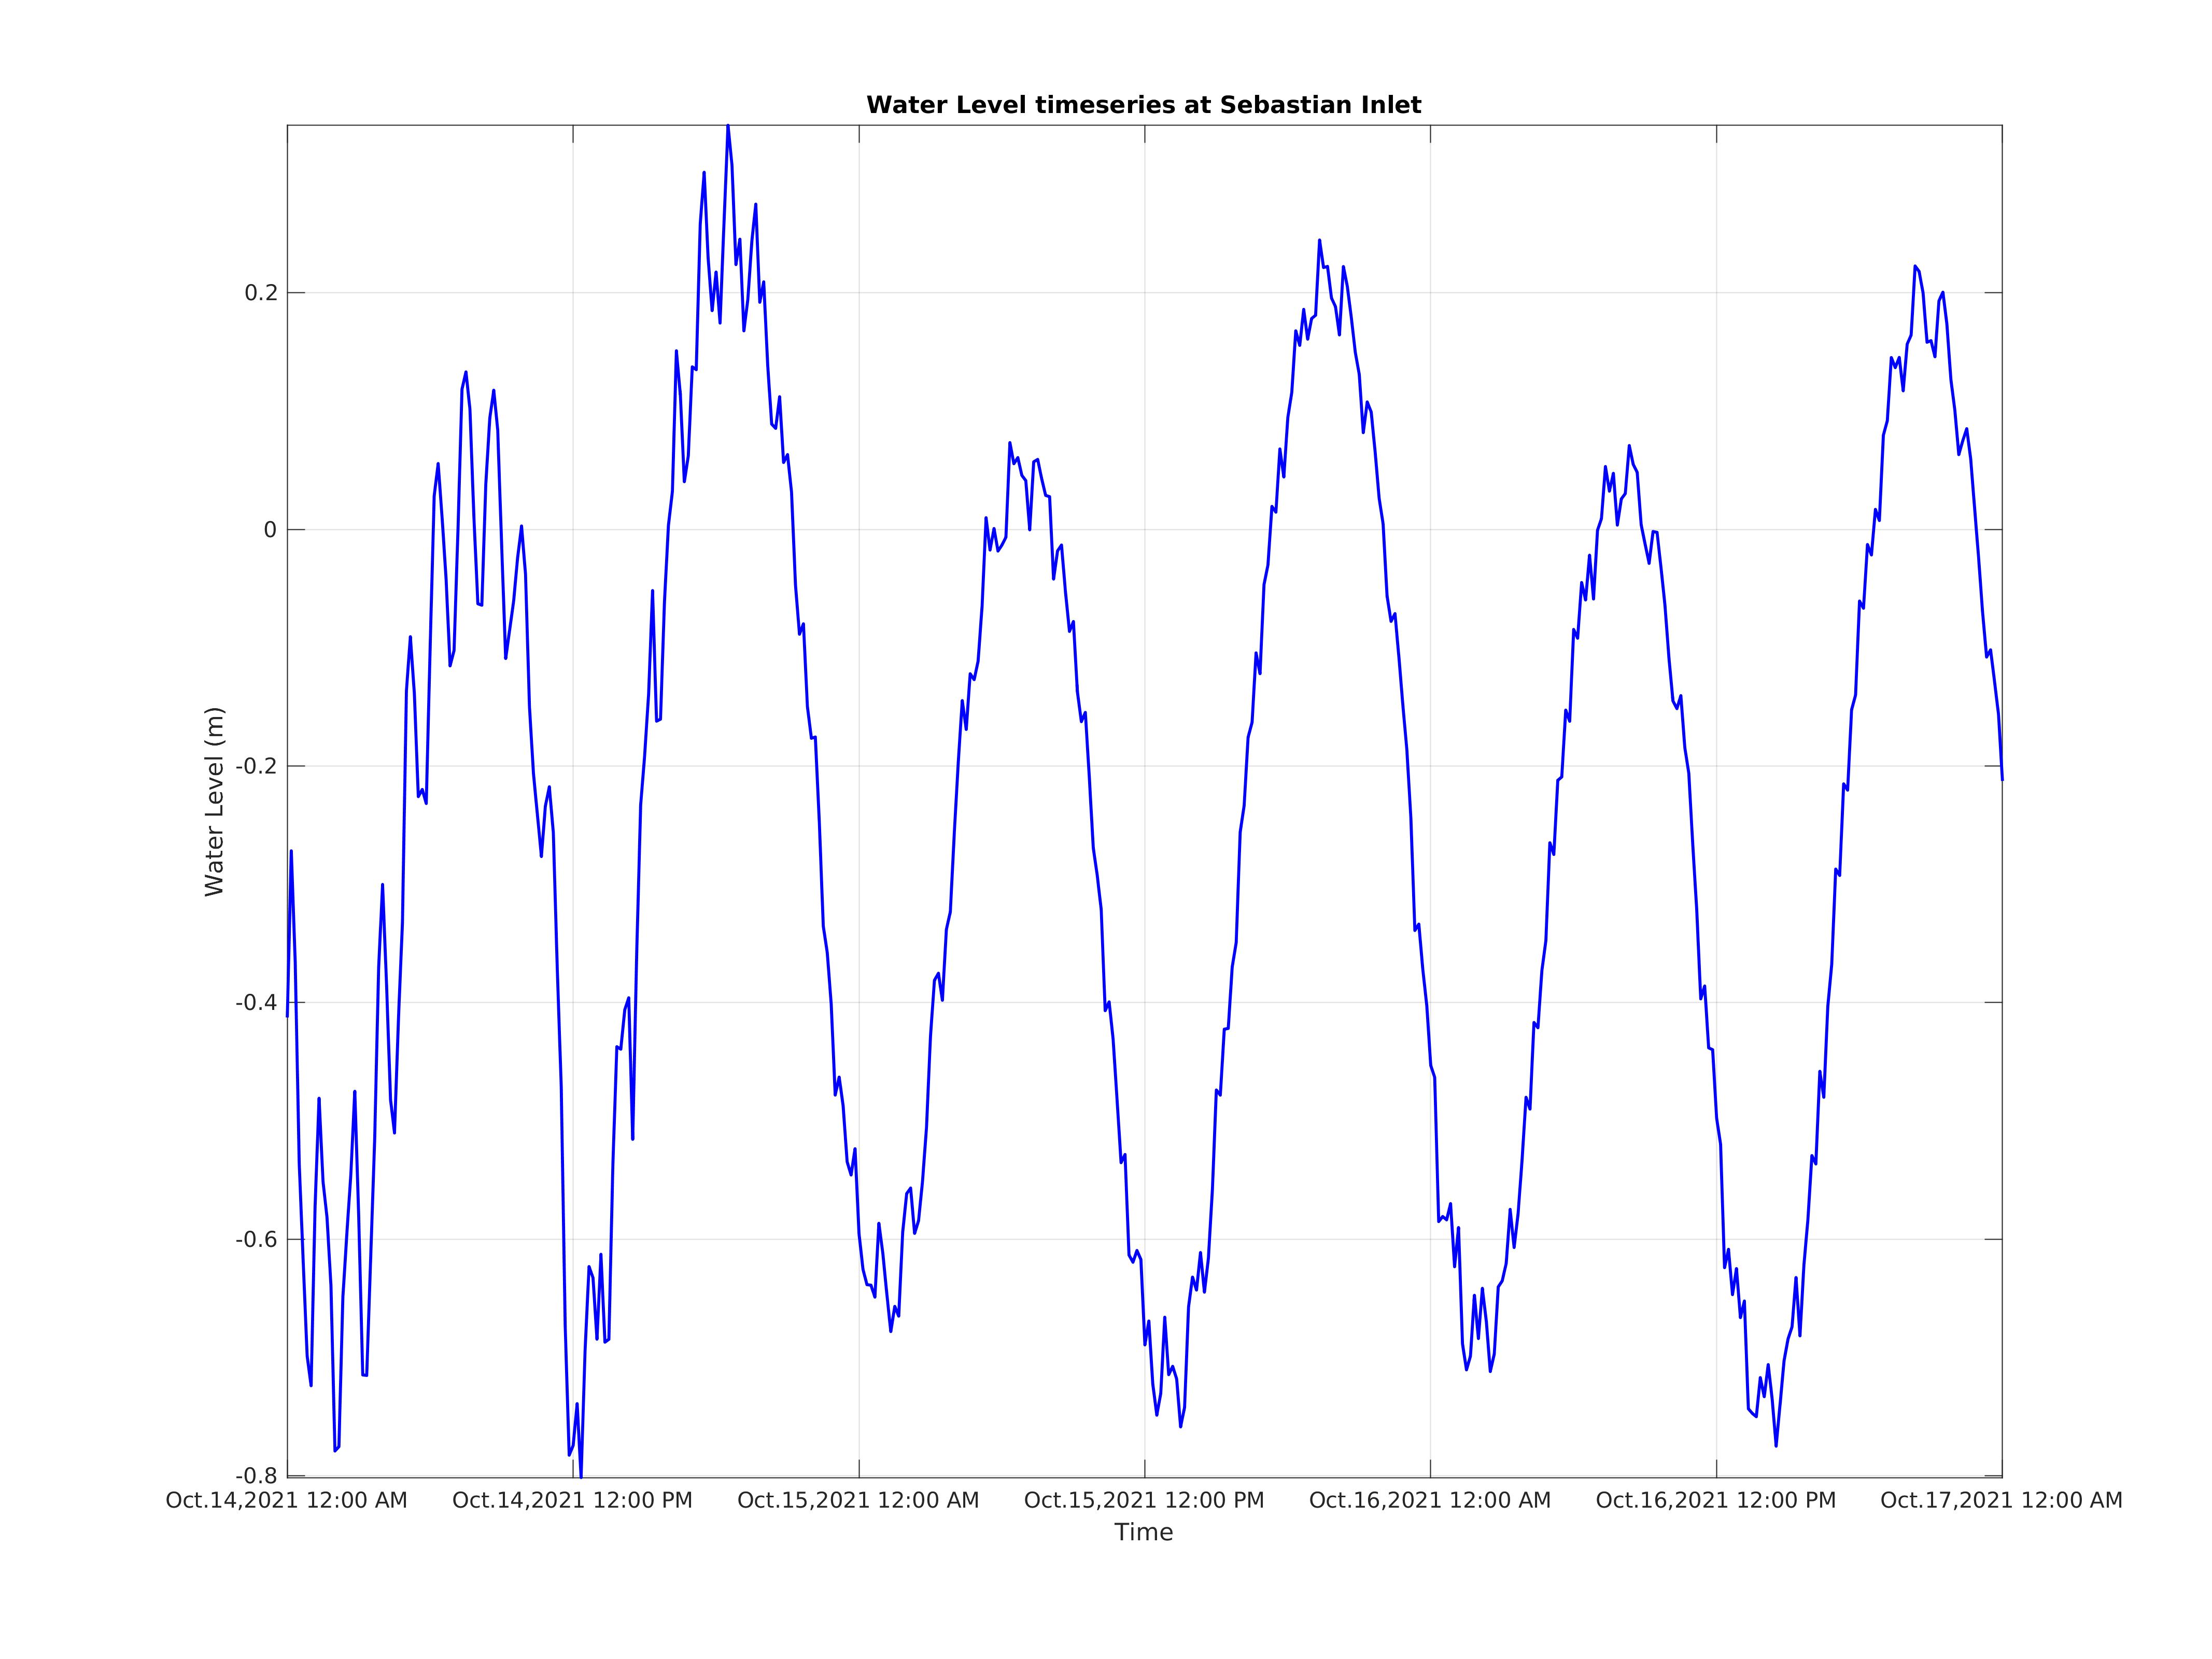 Water Level timeseries at Sebastian Inlet
Water Level (m)
0.2
0
-0.2
-0.4
-0.6
-0.8
Oct.14,2021 12:00 AM
Oct.14,2021 12:00 PM
Oct.15,2021 12:00 AM
Oct.15,2021 12:00 PM
Oct.16,2021 12:00 AM
Oct.16,2021 12:00 PM
Oct.17,2021 12:00 AM
Time